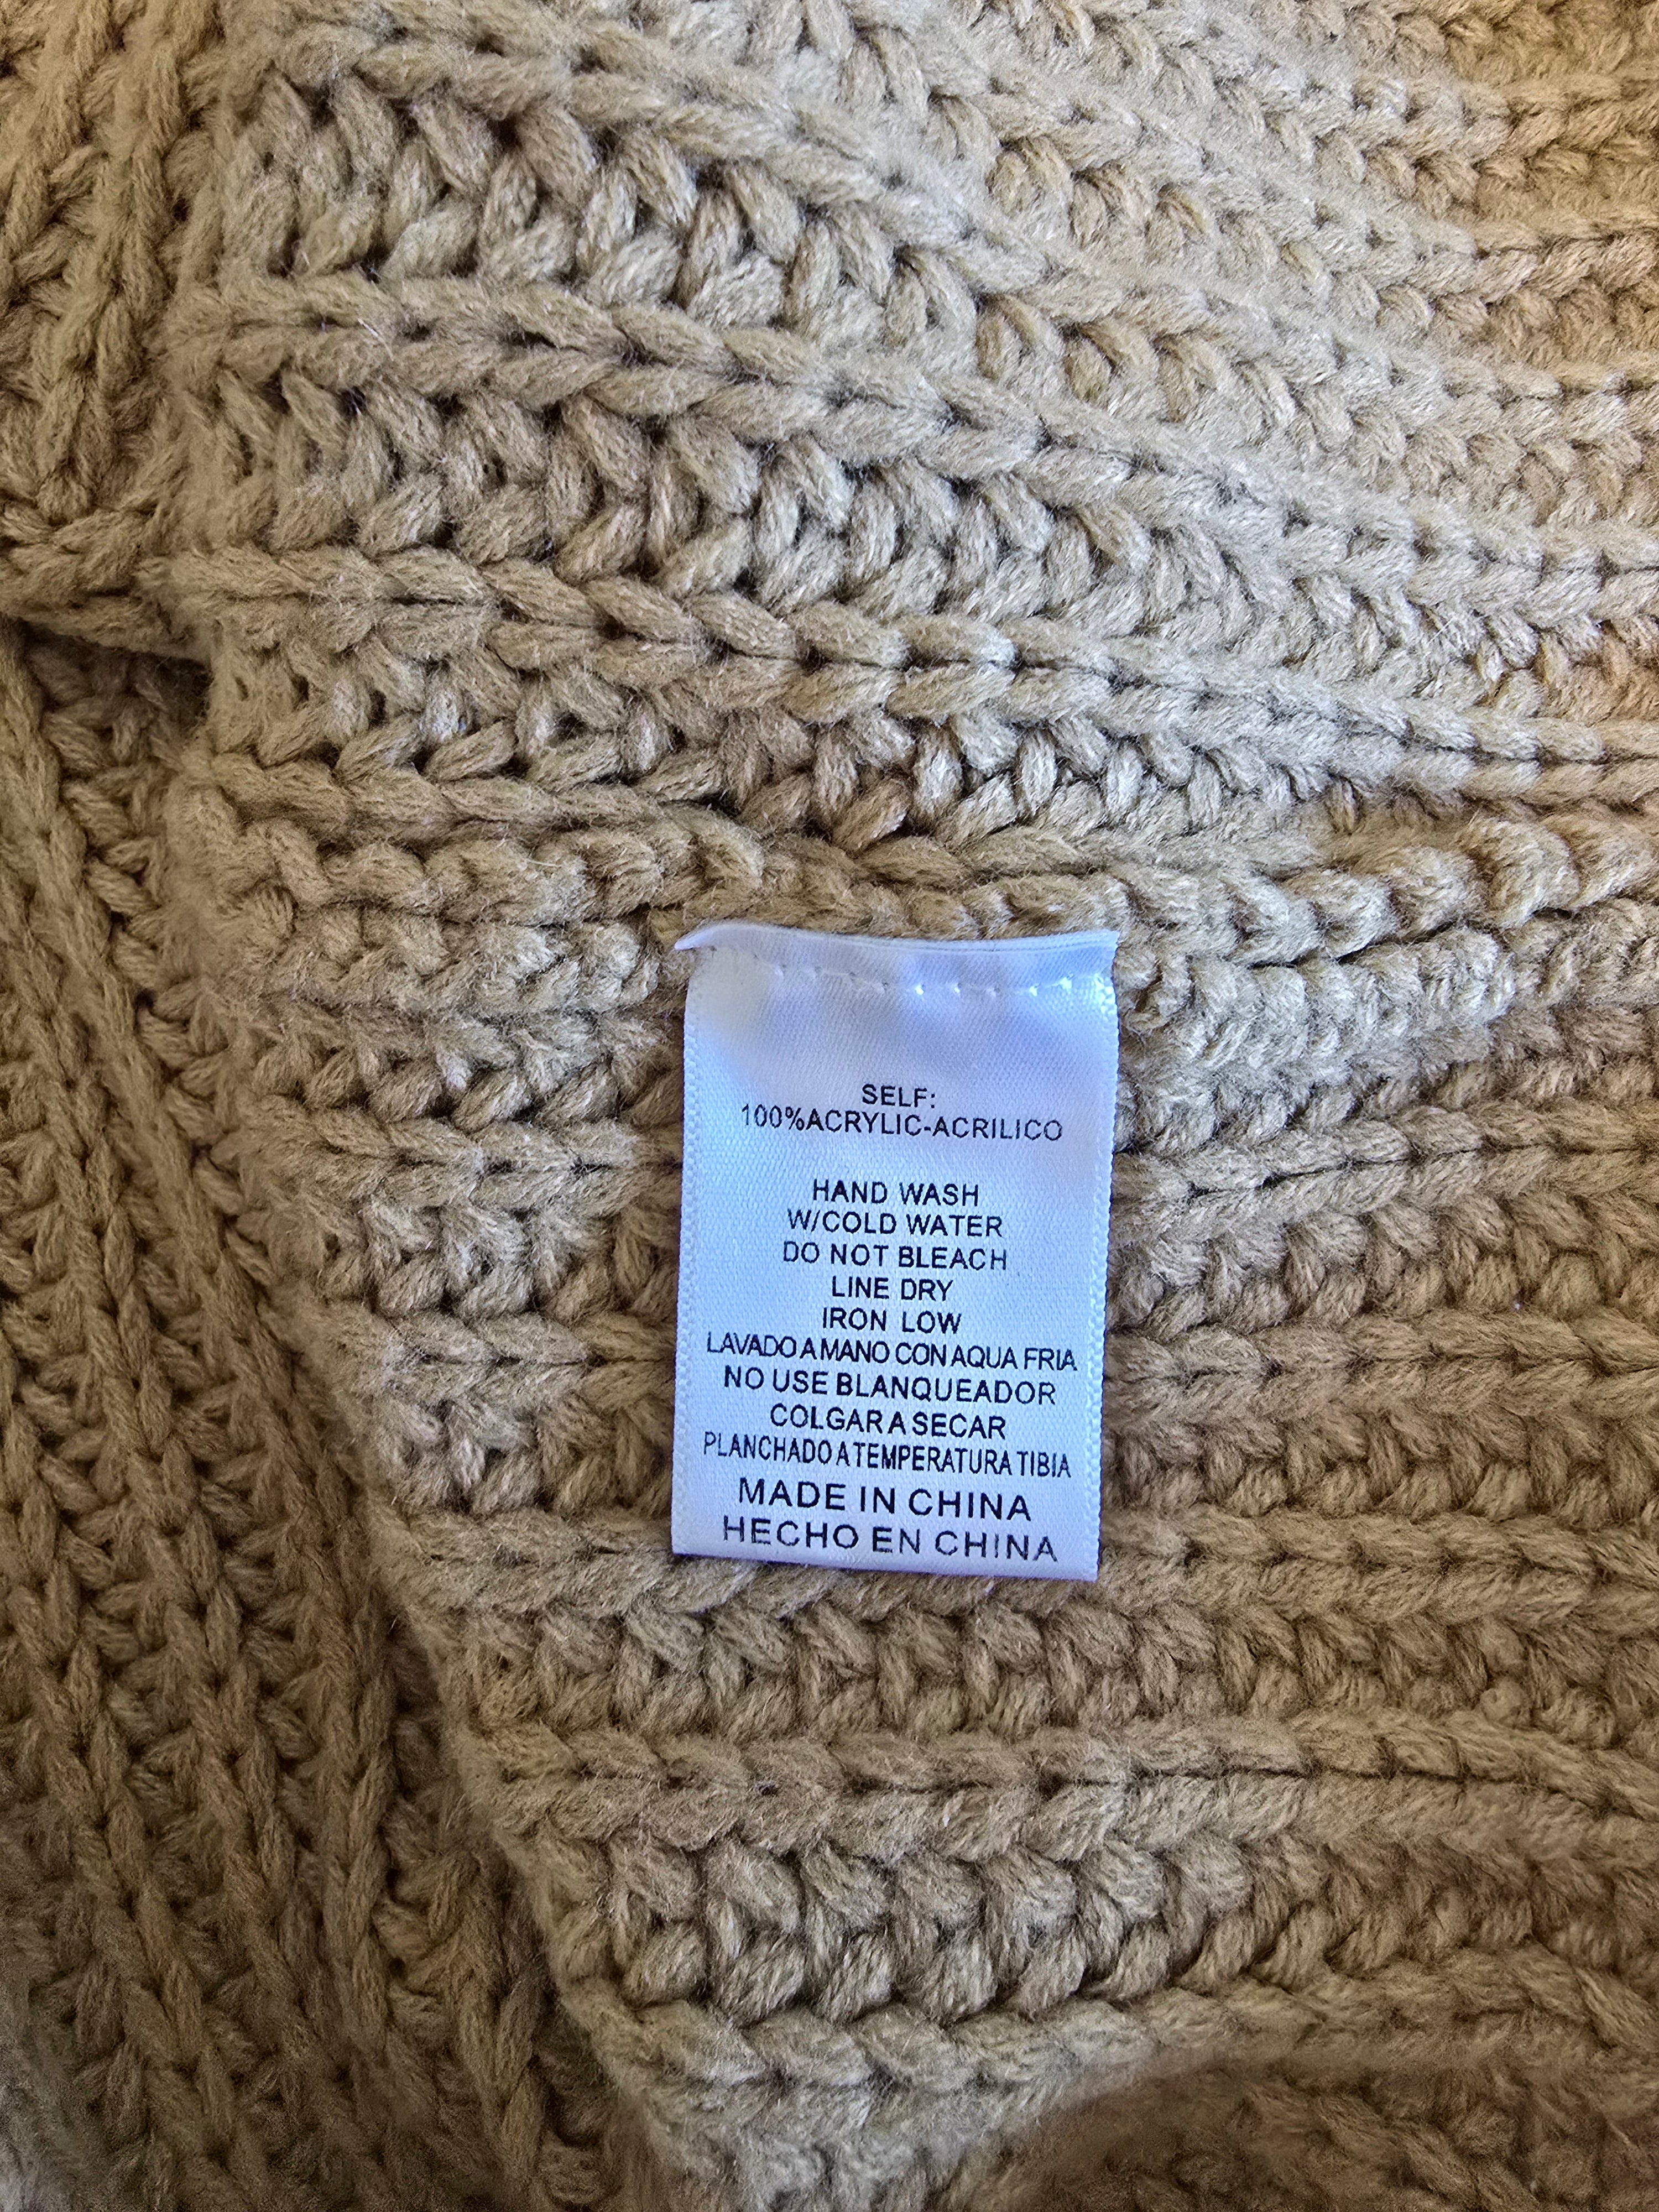 SELF:
100%ACRYLIC-ACRILICO
HAND WASH
W/COLD WATER
DO NOT BLEACH
LINE DRY
IRON LOW
LAVADO A MANO CON AQUA FRIA
NO USE BLANQUEADOR
COLGAR A SECAR
PLANCHADO A TEMPERATURA TIBIA
MADE IN CHINA
HECHO EN CHINA